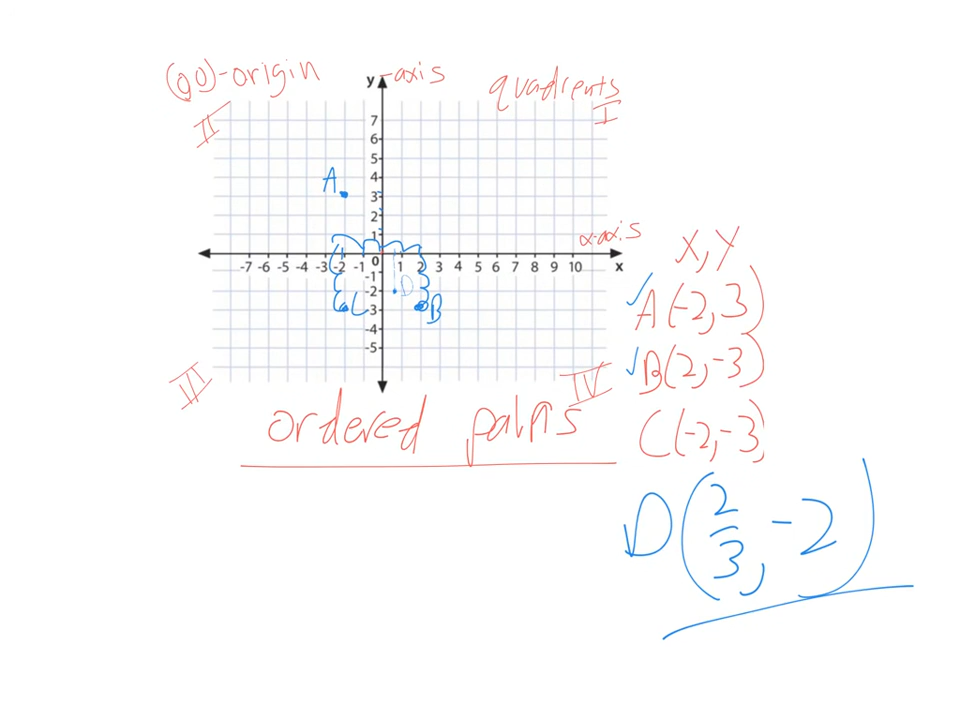 (0,0)-origin
y-axis
quadrents
I
II
7
6
5
4
3
2
1
A
x-axis
-7 -6 -5 -4 -3 -2 -1 0 1 2 3 4 5 6 7 8 9 10 x
-1
-2
-3
-4
-5
D
C
B
X, Y
A(-2, 3)
B(2, -3)
C(-2, -3)
D(2/3, -2)
III
IV
ordered pairs